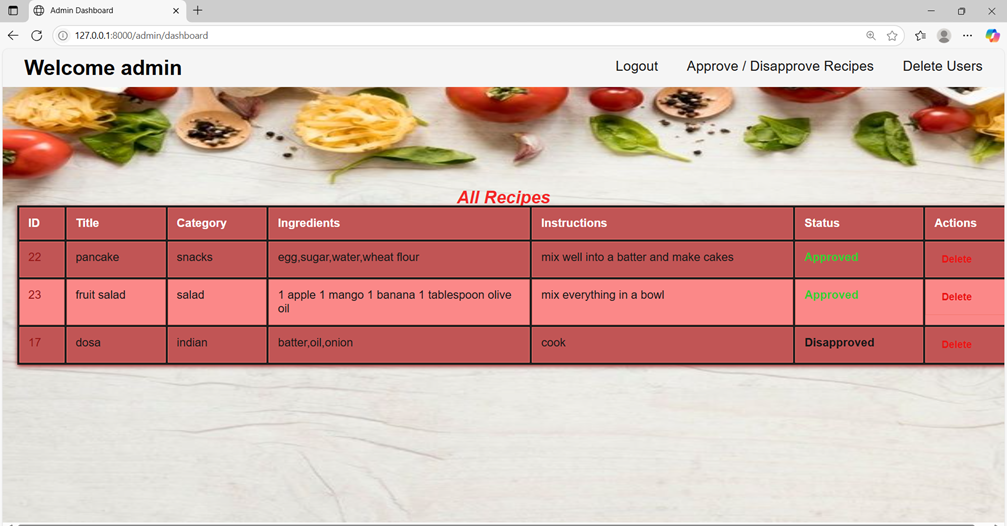 Admin Dashboard
127.0.0.1:8000/admin/dashboard
Welcome admin
Logout Approve / Disapprove Recipes Delete Users
All Recipes
ID Title Category Ingredients Instructions Status Actions
22 pancake snacks egg,sugar,water,wheat flour mix well into a batter and make cakes Approved Delete
23 fruit salad salad 1 apple 1 mango 1 banana 1 tablespoon olive mix everything in a bowl Approved Delete
oil
17 dosa indian batter,oil,onion cook Disapproved Delete